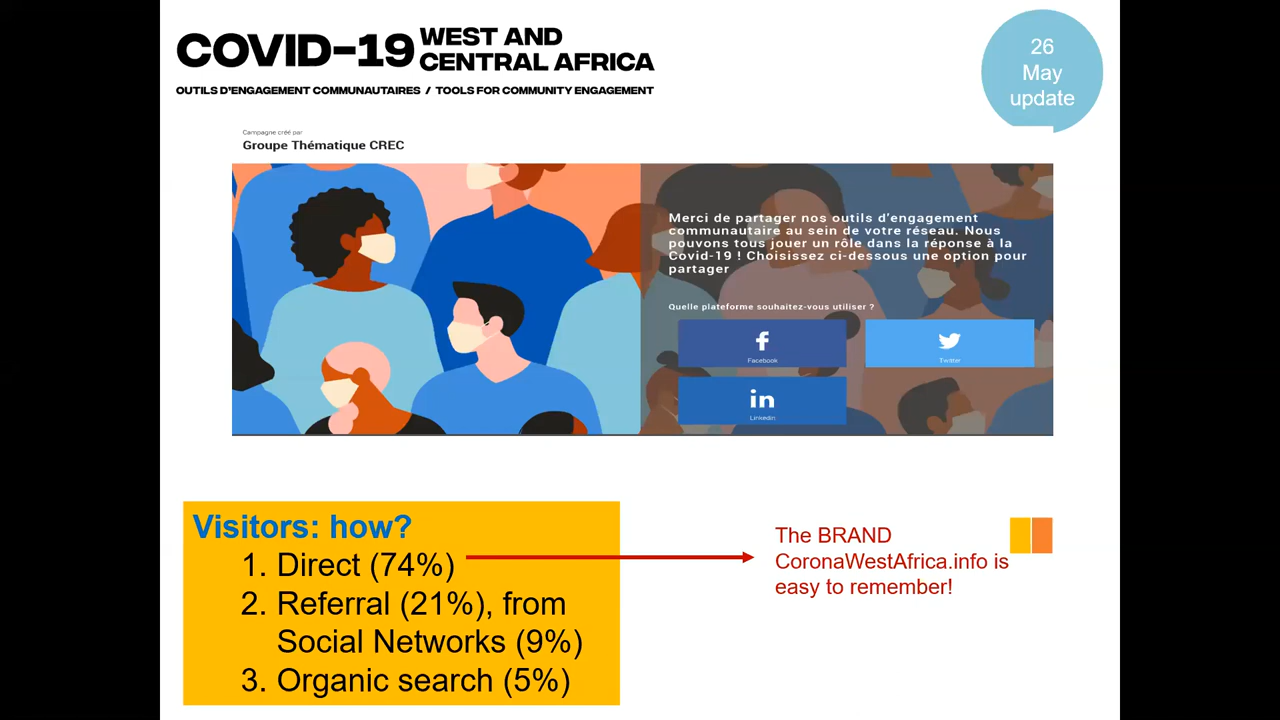 COVID-19 WEST AND
CENTRAL AFRICA
OUTILS D'ENGAGEMENT COMMUNAUTAIRES / TOOLS FOR COMMUNITY ENGAGEMENT
26
May
update
Campagne créé par
Groupe Thématique CREC
Merci de partager nos outils d'engagement
communautaire au sein de votre réseau. Nous
pouvons tous jouer un rôle dans la réponse à la
Covid-19 ! Choisissez ci-dessous une option pour
partager
Quelle plateforme souhaitez-vous utiliser ?
f
Facebook
Twitter
in
Linkedin
Visitors: how?
1. Direct (74%)
2. Referral (21%), from
Social Networks (9%)
3. Organic search (5%)
The BRAND
CoronaWestAfrica.info is
easy to remember!